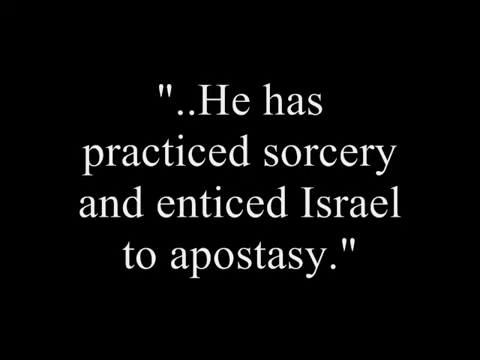 "..He has
practiced sorcery
and enticed Israel
to apostasy."